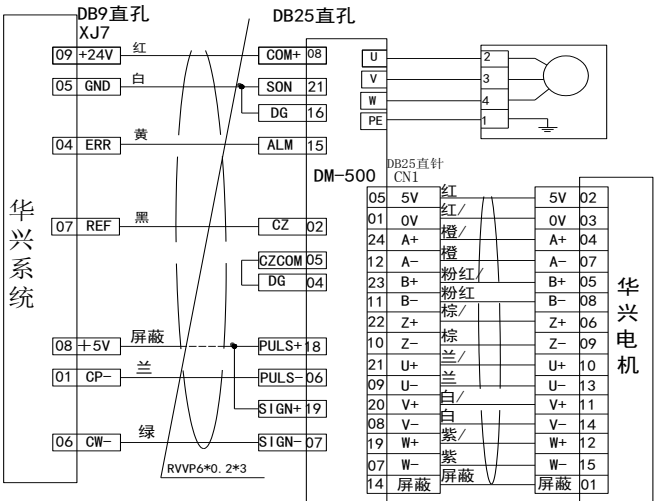 DB9直孔
XJ7
DB25直孔
华兴系统
09 +24V 红 COM+ 08
05 GND 白 SON 21
DG 16
04 ERR 黄 ALM 15
07 REF 黑 CZ 02
CZCOM 05
DG 04
08 +5V 屏蔽 PULS+ 18
01 CP- 兰 PULS- 06
SIGN+ 19
06 CW- 绿 SIGN- 07
RVVP6*0.2*3
DM-500
U 2
V 3
W 4
PE 1
DB25直针
CN1
05 5V 红 5V 02
01 0V 红/ 0V 03
24 A+ 橙/ A+ 04
12 A- 橙 A- 07
23 B+ 粉红/ B+ 05
11 B- 粉红 B- 08
22 Z+ 棕/ Z+ 06
10 Z- 棕 Z- 09
21 U+ 兰/ U+ 10
09 U- 兰 U- 13
20 V+ 白/ V+ 11
08 V- 白 V- 14
19 W+ 紫/ W+ 12
07 W- 紫 W- 15
14 屏蔽 屏蔽 屏蔽 01
华兴电机